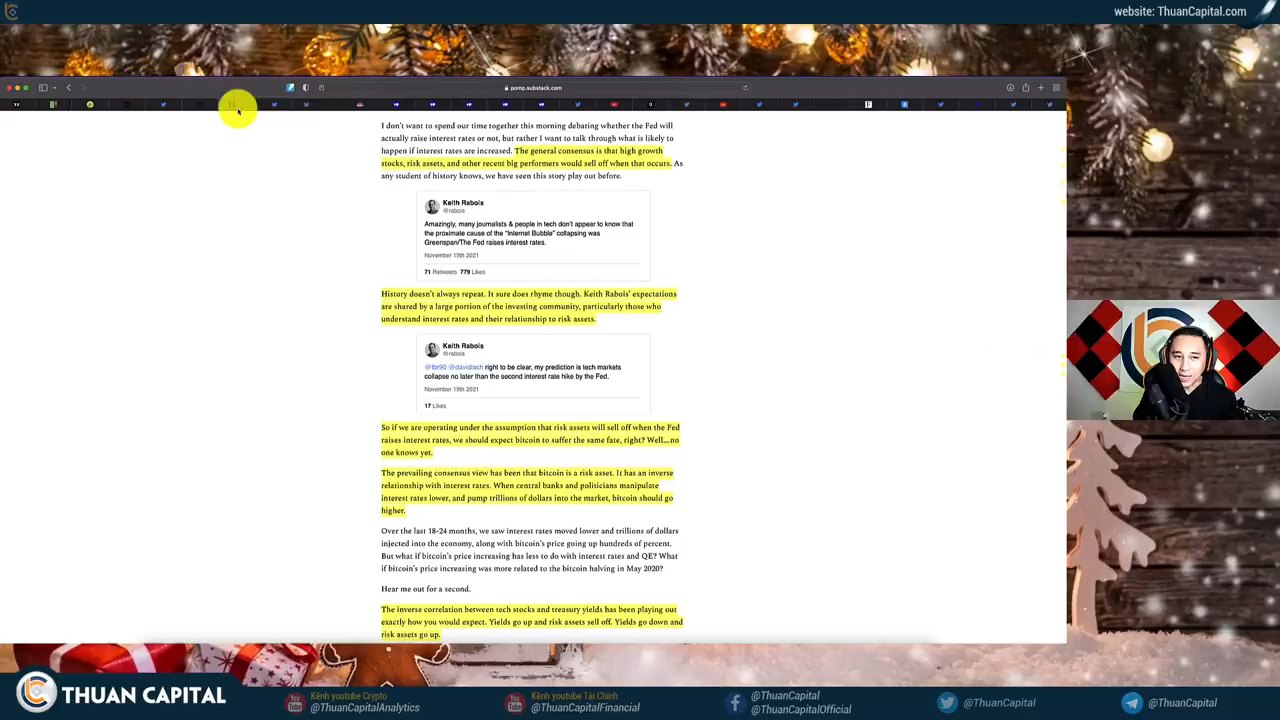 website: ThuanCapital.com
pomp.substack.com
I don't want to spend our time together this morning debating whether the Fed will
actually raise interest rates or not, but rather I want to talk through what is likely to
happen if interest rates are increased. The general consensus is that high growth
stocks, risk assets, and other recent big performers would sell off when that occurs. As
any student of history knows, we have seen this story play out before.
Keith Rabois
@rabois
Amazingly, many journalists & people in tech don't appear to know that
the proximate cause of the "Internet Bubble" collapsing was
Greenspan/The Fed raises interest rates.
November 19th 2021
71 Retweets 779 Likes
History doesn't always repeat. It sure does rhyme though. Keith Rabois' expectations
are shared by a large portion of the investing community, particularly those who
understand interest rates and their relationship to risk assets.
Keith Rabois
@rabois
@tbr90 @davidiach right to be clear, my prediction is tech markets
collapse no later than the second interest rate hike by the Fed.
November 19th 2021
17 Likes
So if we are operating under the assumption that risk assets will sell off when the Fed
raises interest rates, we should expect bitcoin to suffer the same fate, right? Well....no
one knows yet.
The prevailing consensus view has been that bitcoin is a risk asset. It has an inverse
relationship with interest rates. When central banks and politicians manipulate
interest rates lower, and pump trillions of dollars into the market, bitcoin should go
higher.
Over the last 18-24 months, we saw interest rates moved lower and trillions of dollars
injected into the economy, along with bitcoin's price going up hundreds of percent.
But what if bitcoin's price increasing has less to do with interest rates and QE? What
if bitcoin's price increasing was more related to the bitcoin halving in May 2020?
Hear me out for a second.
The inverse correlation between tech stocks and treasury yields has been playing out
exactly how you would expect. Yields go up and risk assets sell off. Yields go down and
risk assets go up.
THUAN CAPITAL
Kênh youtube Crypto
@ThuanCapitalAnalytics
Kênh youtube Tài Chính
@ThuanCapitalFinancial
@ThuanCapital
@ThuanCapitalOfficial
@ThuanCapital
@ThuanCapital